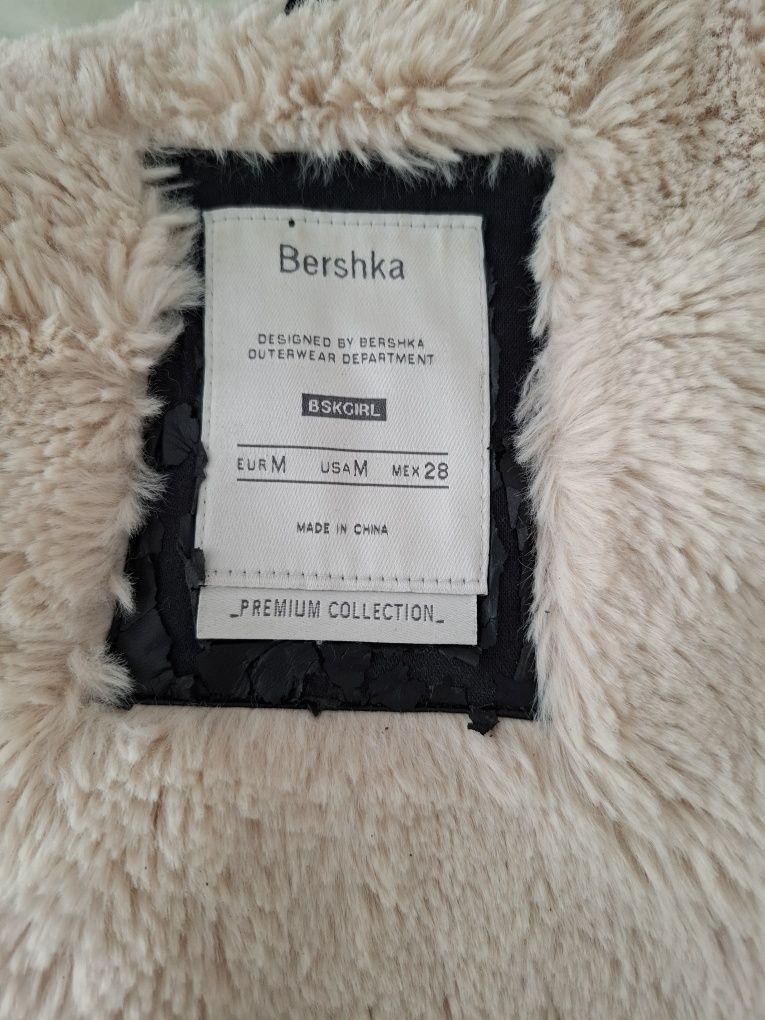 Bershka
DESIGNED BY BERSHKA
OUTERWEAR DEPARTMENT
BSKGIRL
EUR M USA M MEX 28
MADE IN CHINA
_PREMIUM COLLECTION_